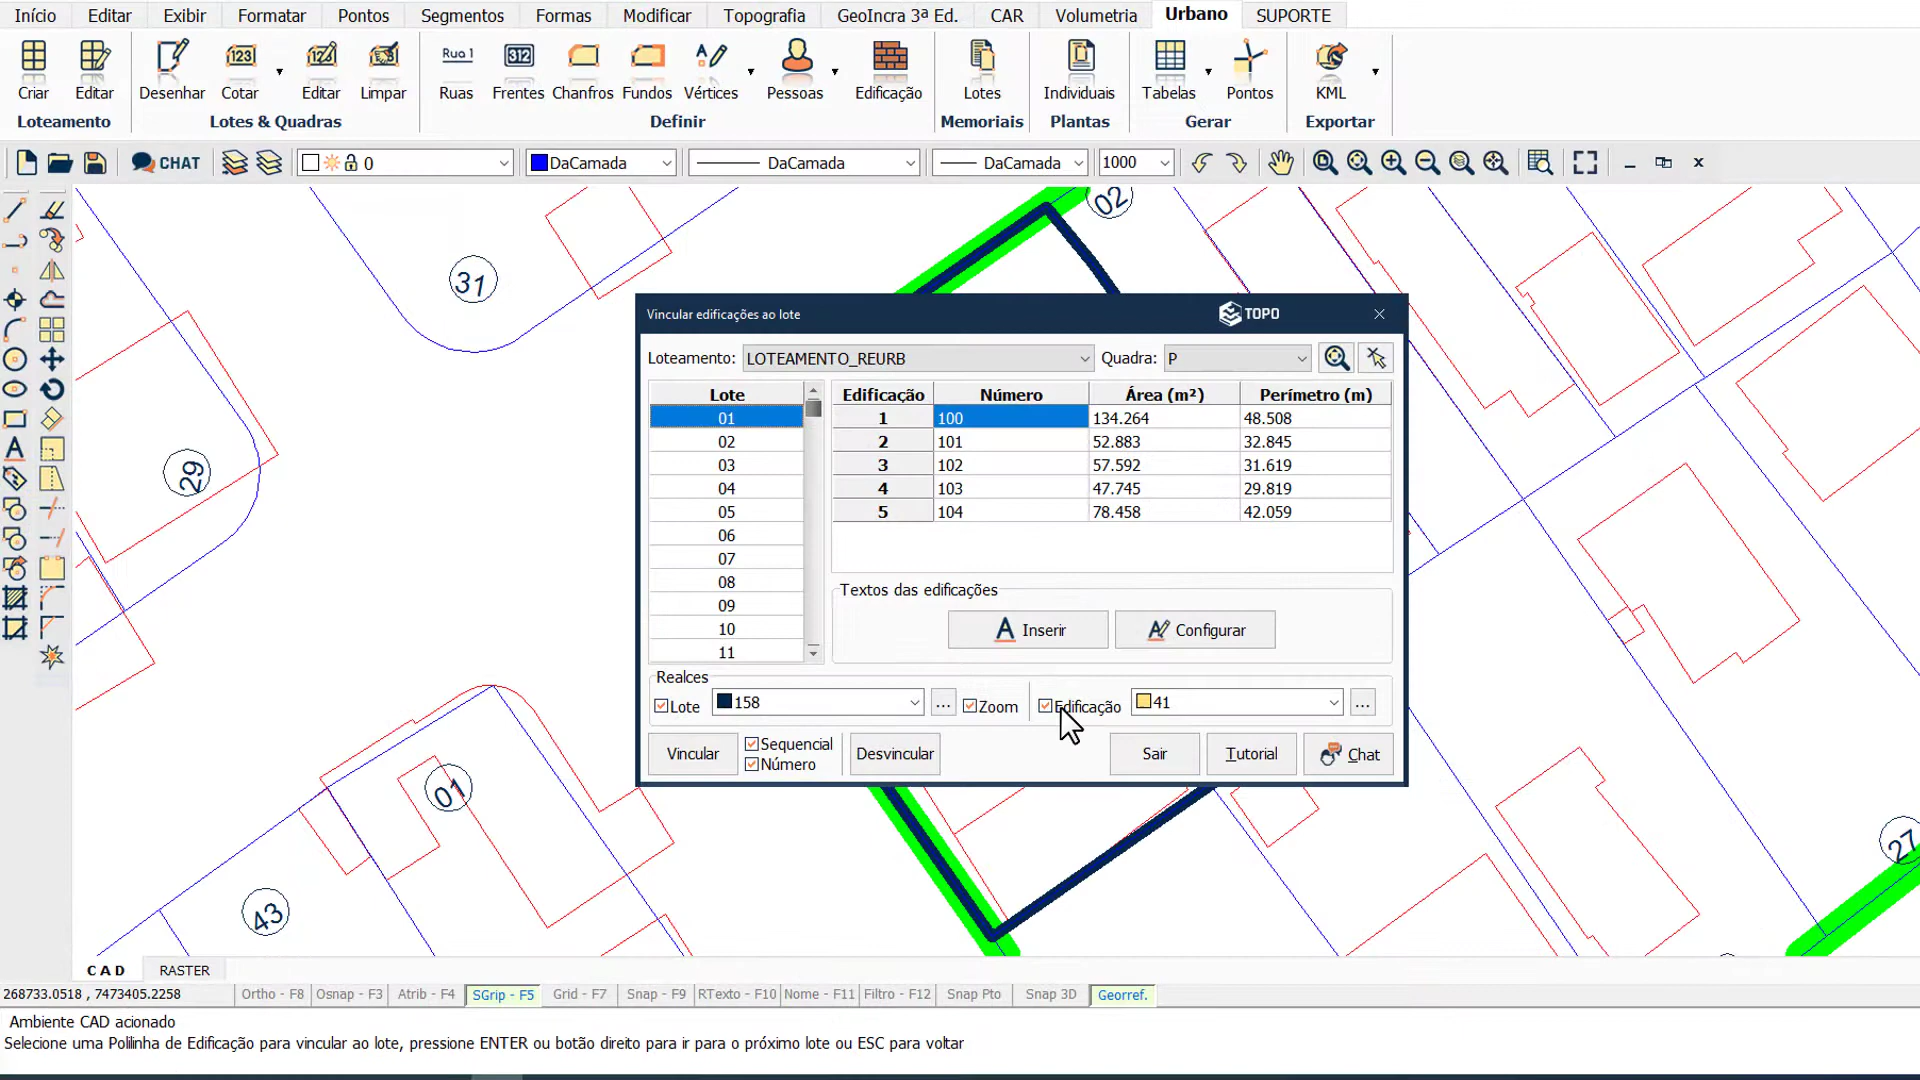 Início Editar Exibir Formatar Pontos Segmentos Formas Modificar Topografia GeoIncra 3ª Ed. CAR Volumetria Urbano SUPORTE
123 123 Rua 1 312
Criar Editar Desenhar Cotar Editar Limpar Ruas Frentes Chanfros Fundos Vértices Pessoas Edificação Lotes Individuais Tabelas Pontos KML
Loteamento Lotes & Quadras Definir Memoriais Plantas Gerar Exportar
CHAT 0 DaCamada DaCamada DaCamada 1000
02
31
29
01
43
27
Vincular edificações ao lote TOPO
Loteamento: LOTEAMENTO_REURB Quadra: P
Lote Edificação Número Área (m²) Perímetro (m)
01 1 100 134.264 48.508
02 2 101 52.883 32.845
03 3 102 57.592 31.619
04 4 103 47.745 29.819
05 5 104 78.458 42.059
06
07
08
09
10
11
Textos das edificações
Inserir Configurar
Realces
Lote 158 ... Zoom Edificação 41 ...
Vincular Sequencial Número Desvincular Sair Tutorial Chat
CAD RASTER
268733.0518 , 7473405.2258 Ortho - F8 Osnap - F3 Atrib - F4 SGrip - F5 Grid - F7 Snap - F9 RTexto - F10 Nome - F11 Filtro - F12 Snap Pto Snap 3D Georref.
Ambiente CAD acionado
Selecione uma Polilinha de Edificação para vincular ao lote, pressione ENTER ou botão direito para ir para o próximo lote ou ESC para voltar